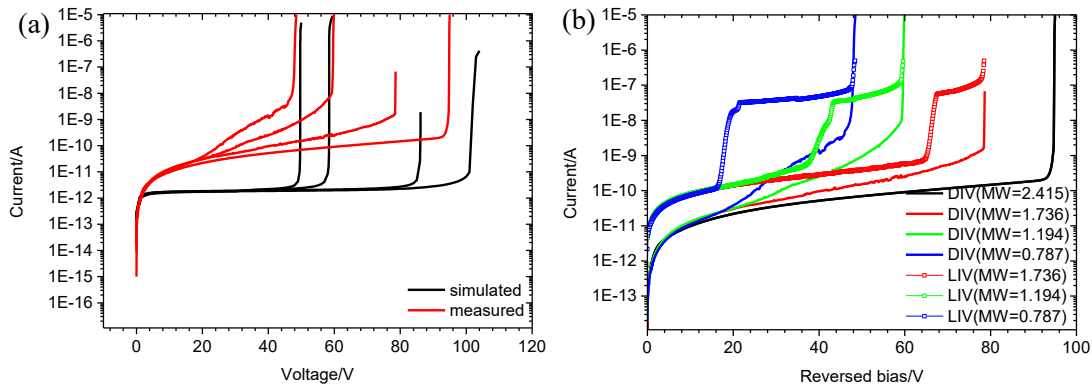 (a)
1E-5
1E-6
1E-7
1E-8
1E-9
1E-10
1E-11
1E-12
1E-13
1E-14
1E-15
1E-16
Current/A
simulated
measured
0 20 40 60 80 100 120
Voltage/V
(b)
1E-5
1E-6
1E-7
1E-8
1E-9
1E-10
1E-11
1E-12
1E-13
Current/A
DIV(MW=2.415)
DIV(MW=1.736)
DIV(MW=1.194)
DIV(MW=0.787)
LIV(MW=1.736)
LIV(MW=1.194)
LIV(MW=0.787)
0 20 40 60 80 100
Reversed bias/V